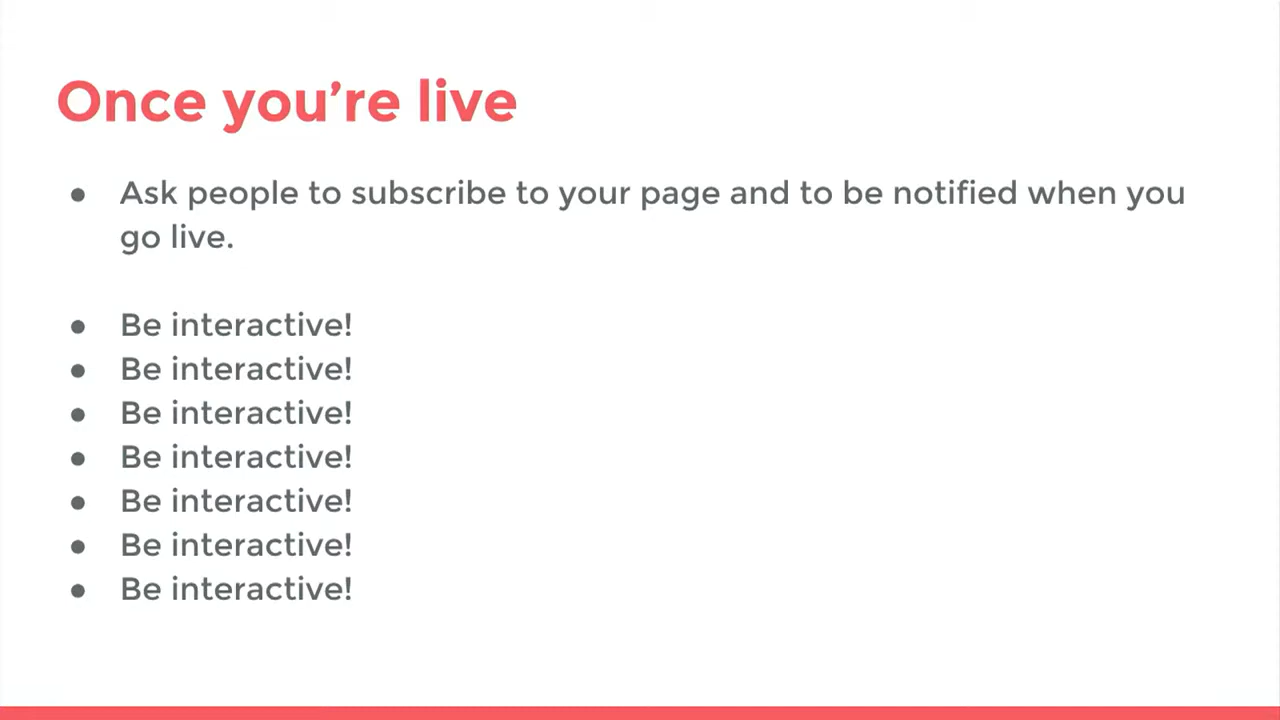 Once you’re live
● Ask people to subscribe to your page and to be notified when you
go live.
● Be interactive!
● Be interactive!
● Be interactive!
● Be interactive!
● Be interactive!
● Be interactive!
● Be interactive!